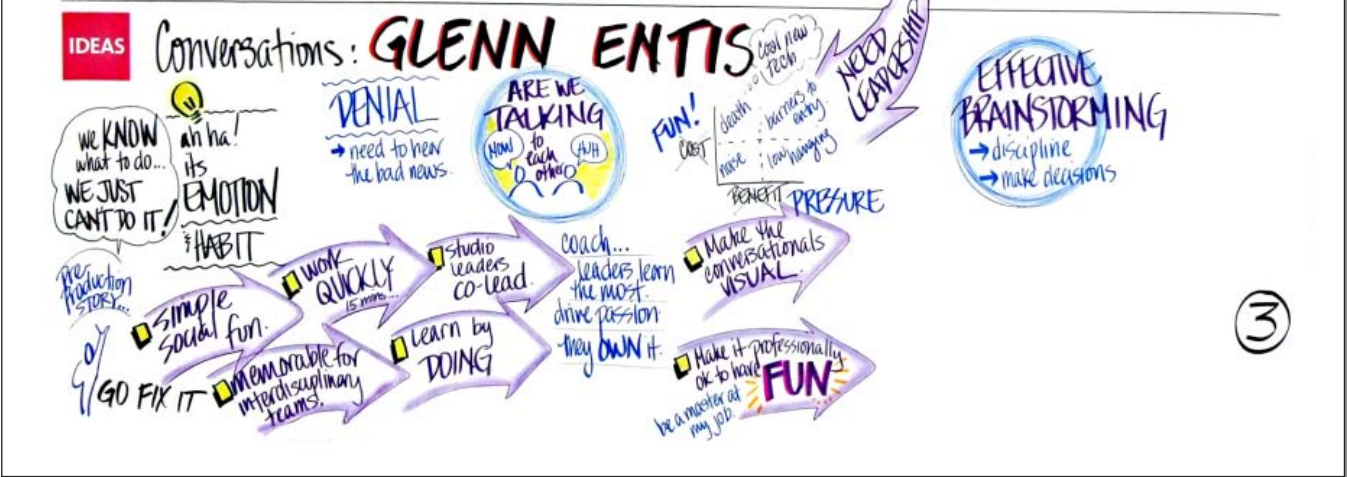 IDEAS
Conversations: GLENN ENTIS
we KNOW
what to do...
WE JUST
CAN'T DO IT!
ah ha!
its
EMOTION
& HABIT
DENIAL
→ need to hear
the bad news.
ARE WE
TALKING
to
each
other
NOW
HUH
FUN!
COST
death
barriers to
entry
noise
low hanging
BENEFIT
cool new
tech
PRESSURE
NEED
LEADERSHIP
EFFECTIVE
BRAINSTORMING
→ discipline
→ make decisions
Pre
Production
STORY...
GO FIX IT
simple
social fun.
WORK
QUICKLY
15 mins...
studio
leaders
co-lead.
memorable for
interdisciplinary
teams!
Learn by
DOING
coach...
leaders learn
the most.
drive passion
they OWN it.
Make the
conversationals
VISUAL.
Make it professionally
ok to have
FUN
be a master at
my job.
3